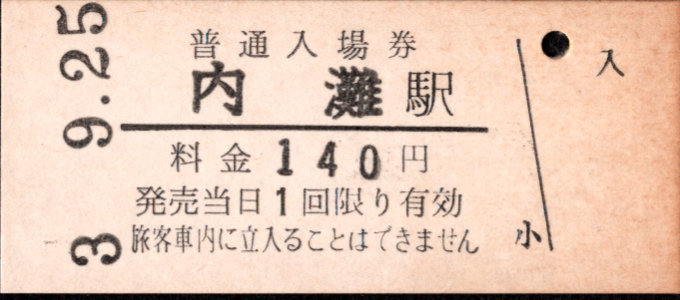 普通入場券
内灘駅
料金140円
発売当日1回限り有効
旅客車内に立入ることはできません
3. 9.25
入
小